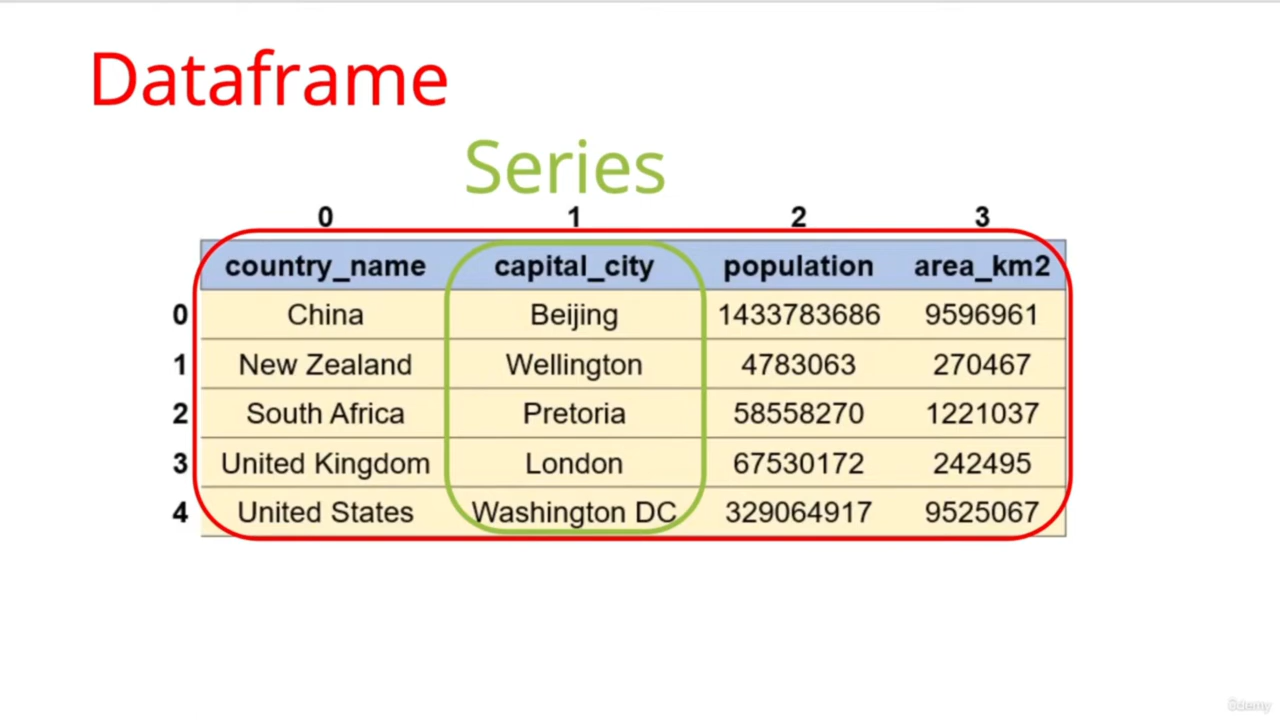 Dataframe
Series
0 1 2 3
country_name capital_city population area_km2
0 China Beijing 1433783686 9596961
1 New Zealand Wellington 4783063 270467
2 South Africa Pretoria 58558270 1221037
3 United Kingdom London 67530172 242495
4 United States Washington DC 329064917 9525067
ûdemy